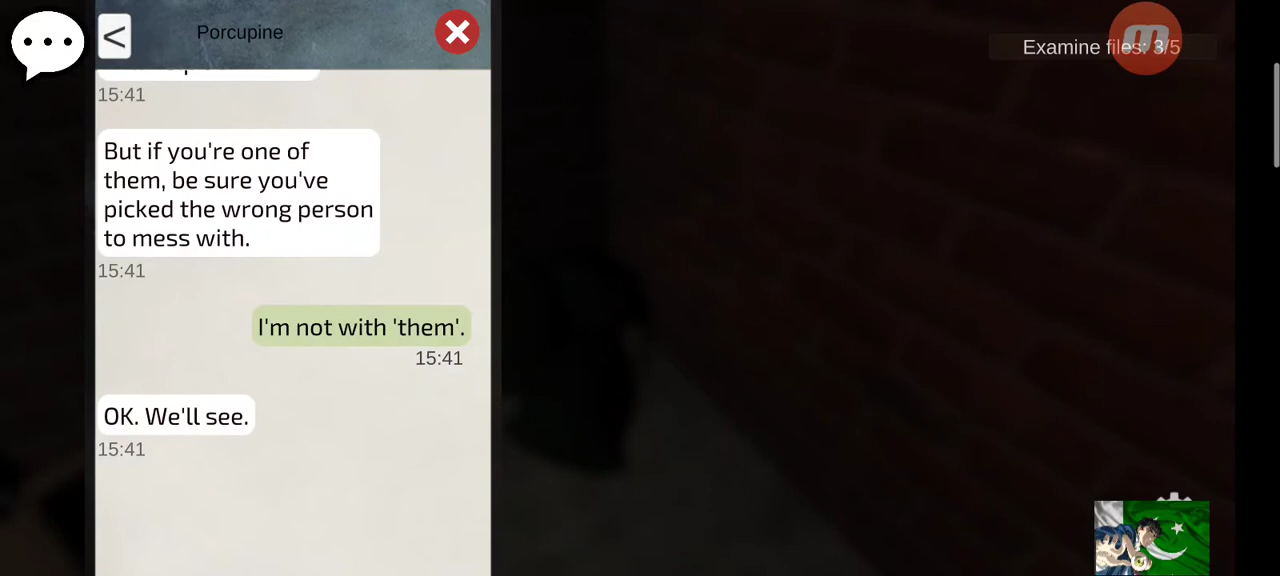 <
Porcupine
Examine files: 3/5
15:41
But if you're one of
them, be sure you've
picked the wrong person
to mess with.
15:41
I'm not with 'them'.
15:41
OK. We'll see.
15:41